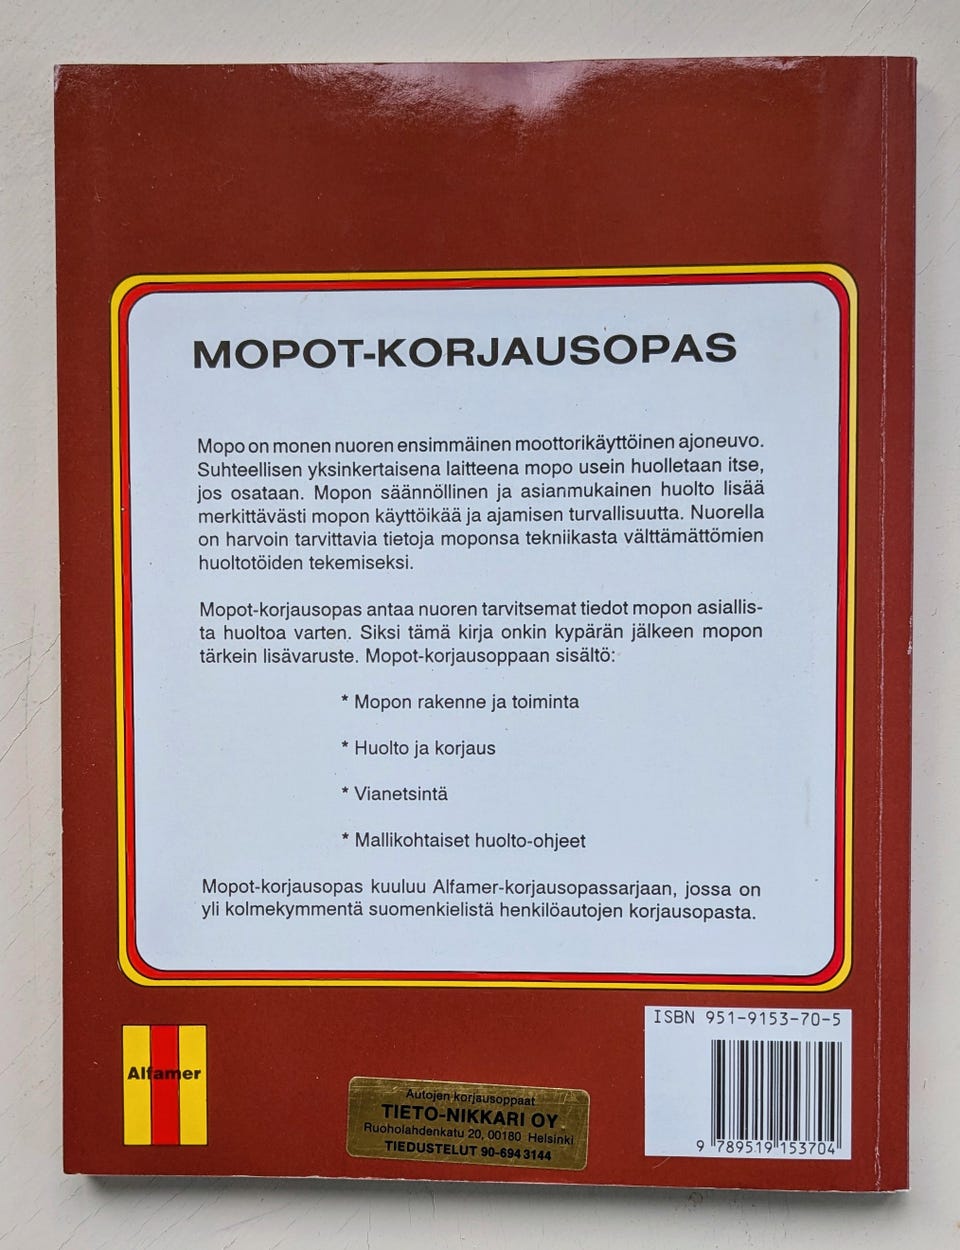 MOPOT-KORJAUSOPAS
Mopo on monen nuoren ensimmäinen moottorikäyttöinen ajoneuvo.
Suhteellisen yksinkertaisena laitteena mopo usein huolletaan itse,
jos osataan. Mopon säännöllinen ja asianmukainen huolto lisää
merkittävästi mopon käyttöikää ja ajamisen turvallisuutta. Nuorella
on harvoin tarvittavia tietoja moponsa tekniikasta välttämättömien
huoltotöiden tekemiseksi.
Mopot-korjausopas antaa nuoren tarvitsemat tiedot mopon asiallis-
ta huoltoa varten. Siksi tämä kirja onkin kypärän jälkeen mopon
tärkein lisävaruste. Mopot-korjausoppaan sisältö:
* Mopon rakenne ja toiminta
* Huolto ja korjaus
* Vianetsintä
* Mallikohtaiset huolto-ohjeet
Mopot-korjausopas kuuluu Alfamer-korjausopassarjaan, jossa on
yli kolmekymmentä suomenkielistä henkilöautojen korjausopasta.
Alfamer
Autojen korjausoppaat
TIETO-NIKKARI OY
Ruoholahdenkatu 20, 00180 Helsinki
TIEDUSTELUT 90-694 3144
ISBN 951-9153-70-5
9 789519 153704